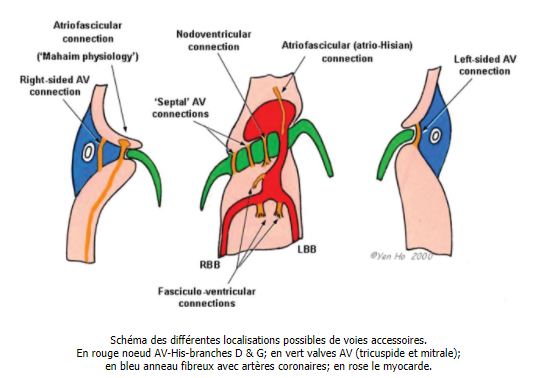 Atriofascicular
connection
('Mahaim physiology')
Right-sided AV
connection
Nodoventricular
connection
Atriofascicular (atrio-Hisian)
connection
'Septal' AV
connections
Left-sided AV
connection
RBB
LBB
Fasciculo-ventricular
connections
©Yen Ho 2000
Schéma des différentes localisations possibles de voies accessoires.
En rouge noeud AV-His-branches D & G; en vert valves AV (tricuspide et mitrale);
en bleu anneau fibreux avec artères coronaires; en rose le myocarde.